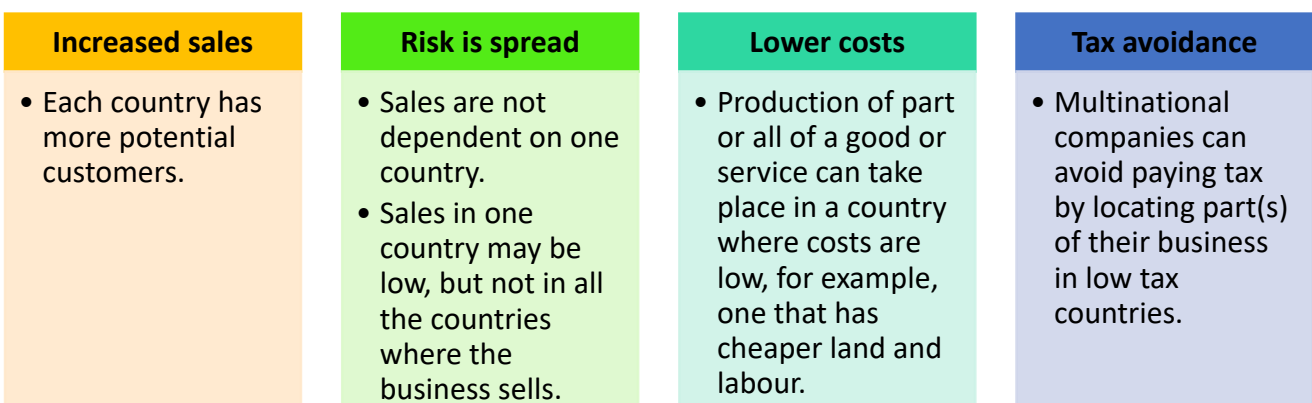 Increased sales
• Each country has
more potential
customers.
Risk is spread
• Sales are not
dependent on one
country.
• Sales in one
country may be
low, but not in all
the countries
where the
business sells.
Lower costs
• Production of part
or all of a good or
service can take
place in a country
where costs are
low, for example,
one that has
cheaper land and
labour.
Tax avoidance
• Multinational
companies can
avoid paying tax
by locating part(s)
of their business
in low tax
countries.